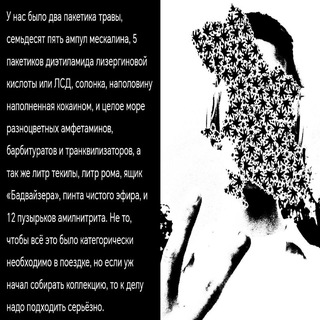 У нас было два пакетика травы,
семьдесят пять ампул мескалина, 5
пакетиков диэтиламида лизергиновой
кислоты или ЛСД, солонка, наполовину
наполненная кокаином, и целое море
разноцветных амфетаминов,
барбитуратов и транквилизаторов, а
так же литр текилы, литр рома, ящик
«Бадвайзера», пинта чистого эфира, и
12 пузырьков амилнитрита. Не то,
чтобы всё это было категорически
необходимо в поездке, но если уж
начал собирать коллекцию, то к делу
надо подходить серьёзно.